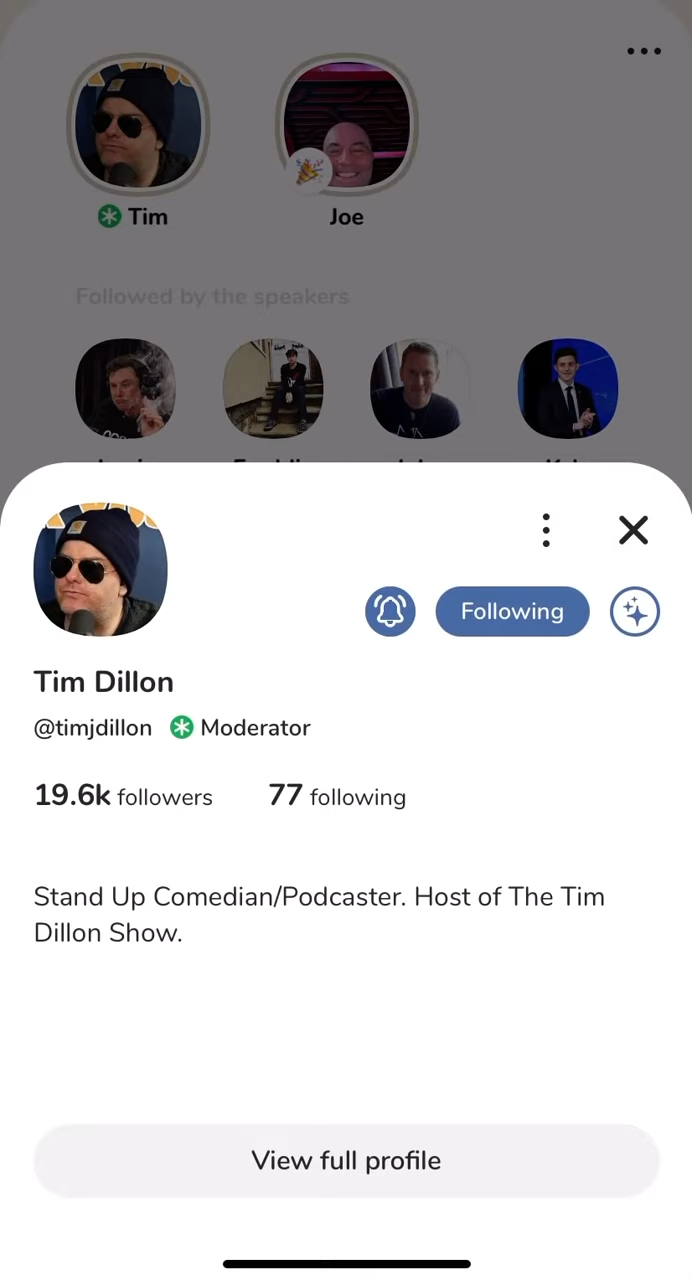 Tim
Joe
Followed by the speakers
Tim Dillon
@timjdillon Moderator
Following
19.6k followers 77 following
Stand Up Comedian/Podcaster. Host of The Tim
Dillon Show.
View full profile